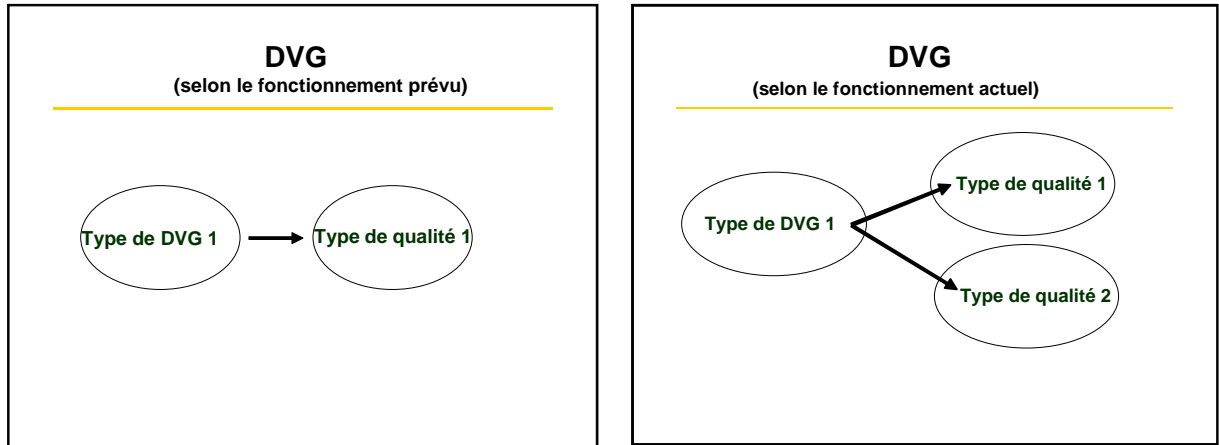 DVG
(selon le fonctionnement prévu)
Type de DVG 1
Type de qualité 1
DVG
(selon le fonctionnement actuel)
Type de DVG 1
Type de qualité 1
Type de qualité 2